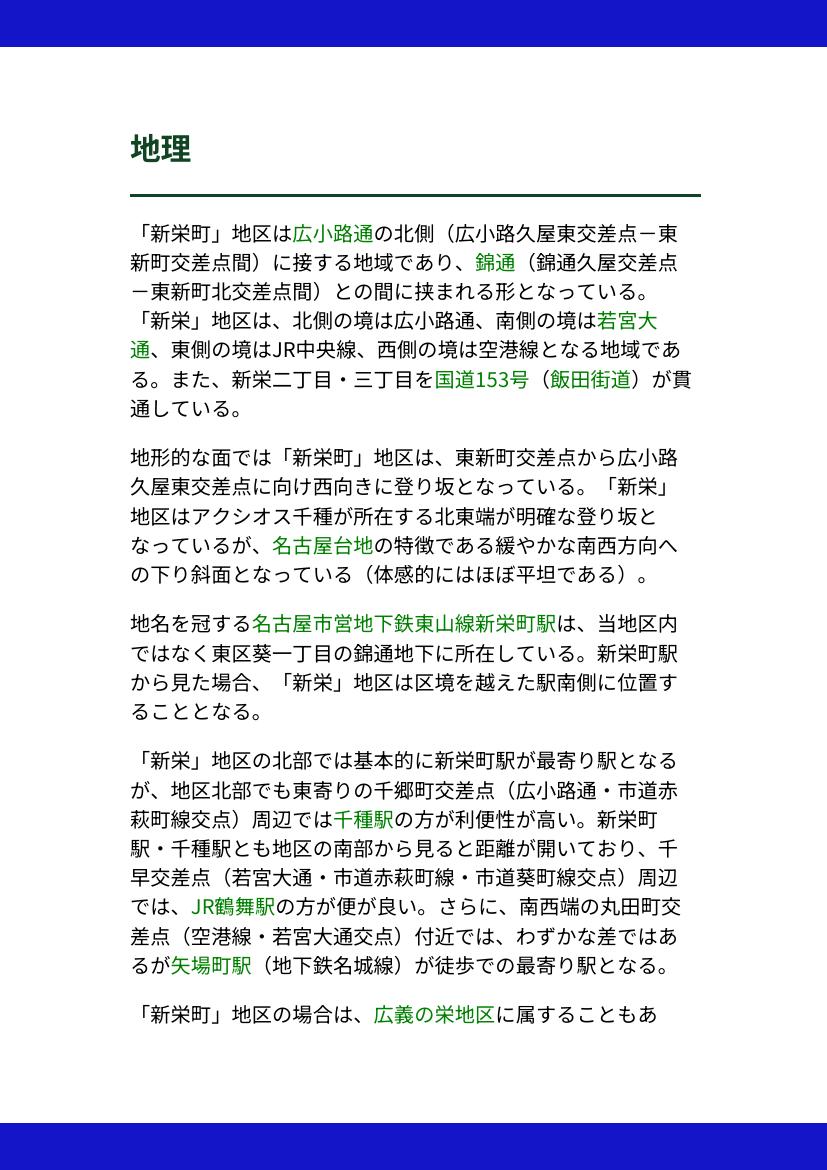 地理
「新栄町」地区は広小路通の北側（広小路久屋東交差点－東
新町交差点間）に接する地域であり、錦通（錦通久屋交差点
－東新町北交差点間）との間に挟まれる形となっている。
「新栄」地区は、北側の境は広小路通、南側の境は若宮大
通、東側の境はJR中央線、西側の境は空港線となる地域であ
る。また、新栄二丁目・三丁目を国道153号（飯田街道）が貫
通している。
地形的な面では「新栄町」地区は、東新町交差点から広小路
久屋東交差点に向け西向きに登り坂となっている。「新栄」
地区はアクシオス千種が所在する北東端が明確な登り坂と
なっているが、名古屋台地の特徴である緩やかな南西方向へ
の下り斜面となっている（体感的にはほぼ平坦である）。
地名を冠する名古屋市営地下鉄東山線新栄町駅は、当地区内
ではなく東区葵一丁目の錦通地下に所在している。新栄町駅
から見た場合、「新栄」地区は区境を越えた駅南側に位置す
ることとなる。
「新栄」地区の北部では基本的に新栄町駅が最寄り駅となる
が、地区北部でも東寄りの千郷町交差点（広小路通・市道赤
萩町線交点）周辺では千種駅の方が利便性が高い。新栄町
駅・千種駅とも地区の南部から見ると距離が開いており、千
早交差点（若宮大通・市道赤萩町線・市道葵町線交点）周辺
では、JR鶴舞駅の方が便が良い。さらに、南西端の丸田町交
差点（空港線・若宮大通交点）付近では、わずかな差ではあ
るが矢場町駅（地下鉄名城線）が徒歩での最寄り駅となる。
「新栄町」地区の場合は、広義の栄地区に属することもあ